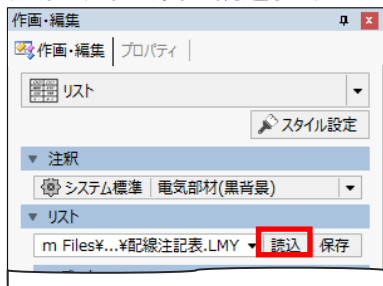 作画・編集
作画・編集 プロパティ
リスト
スタイル設定
注釈
システム標準 電気部材(黒背景)
リスト
m Files¥...¥配線注記表.LMY 読込 保存